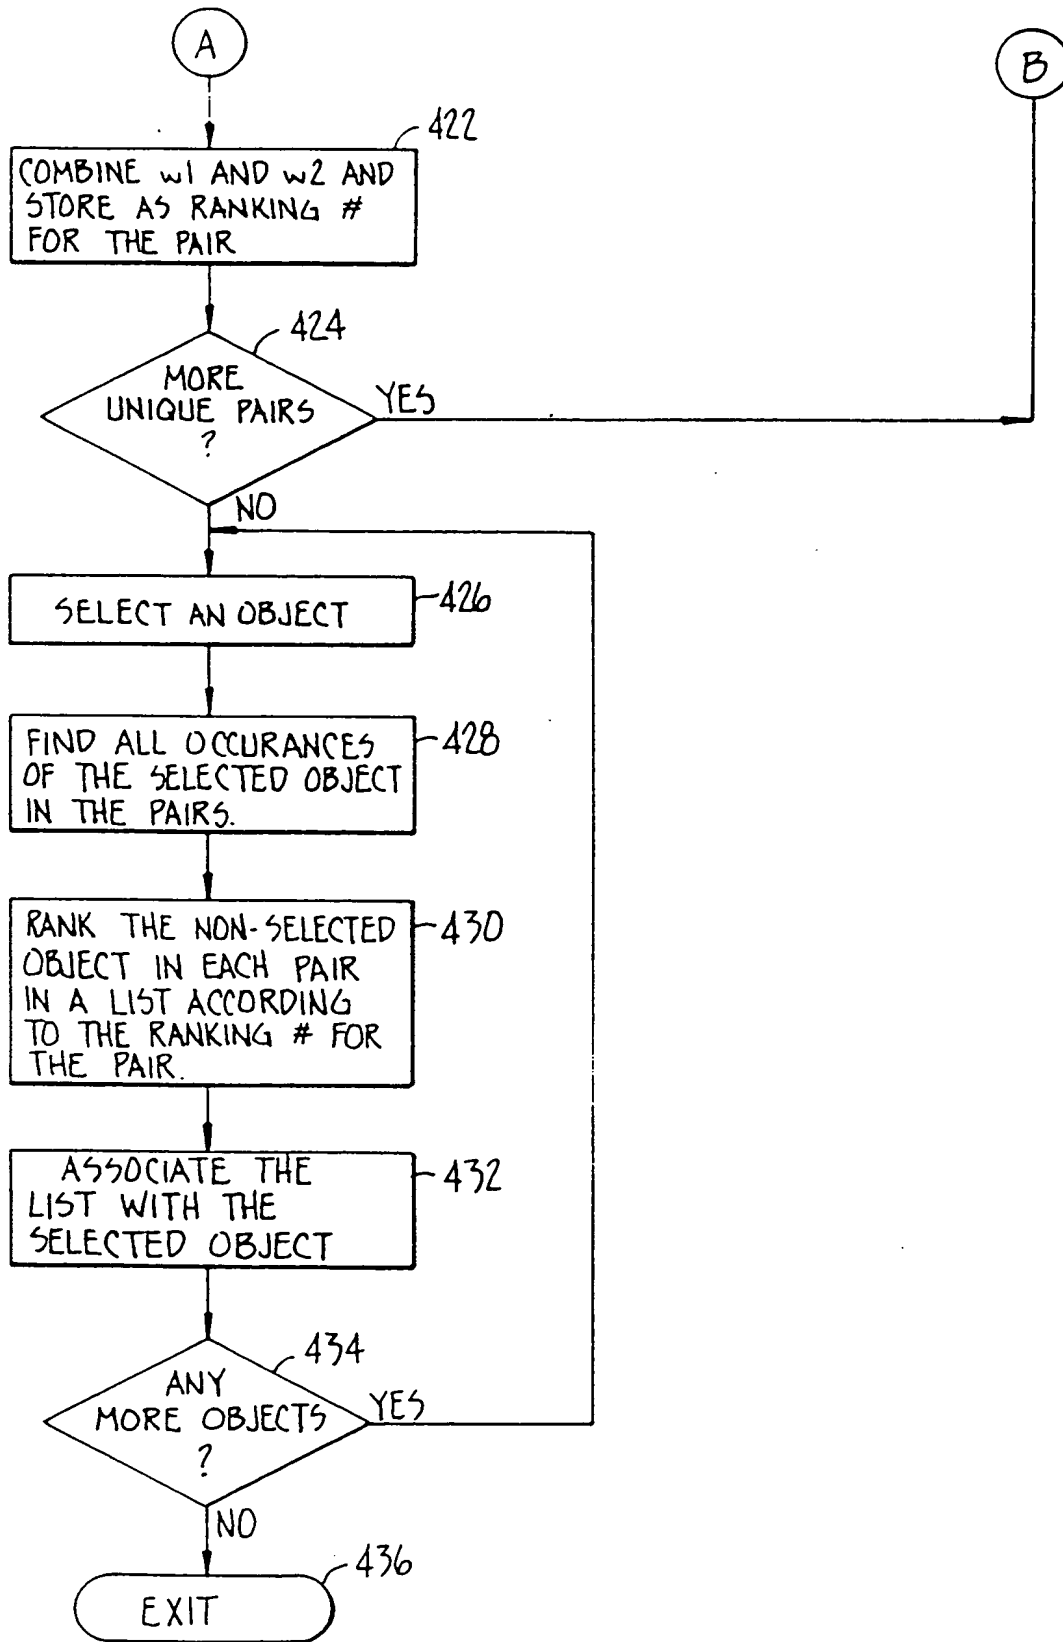 A
B
422
COMBINE w1 AND w2 AND
STORE AS RANKING #
FOR THE PAIR
424
MORE
UNIQUE PAIRS
?
YES
NO
SELECT AN OBJECT
426
FIND ALL OCCURANCES
OF THE SELECTED OBJECT
IN THE PAIRS.
428
RANK THE NON-SELECTED
OBJECT IN EACH PAIR
IN A LIST ACCORDING
TO THE RANKING # FOR
THE PAIR.
430
ASSOCIATE THE
LIST WITH THE
SELECTED OBJECT
432
434
ANY
MORE OBJECTS
?
YES
NO
436
EXIT